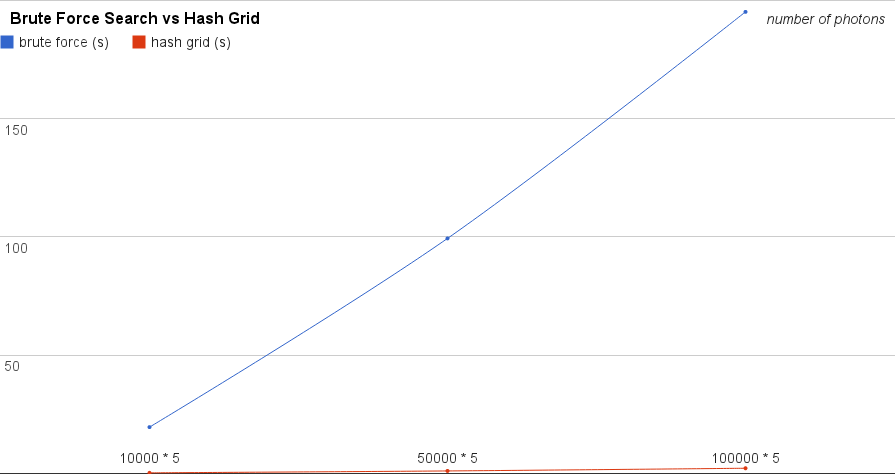 Brute Force Search vs Hash Grid
number of photons
brute force (s)
hash grid (s)
150
100
50
10000 * 5
50000 * 5
100000 * 5